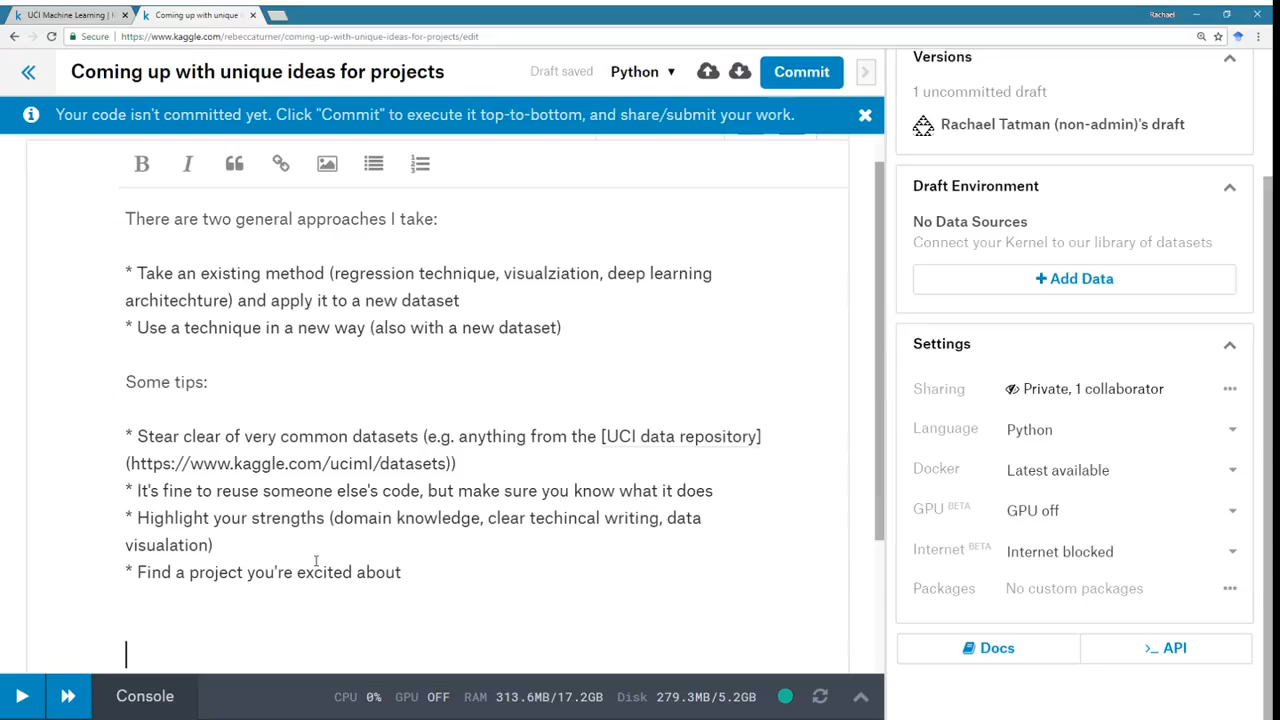 UCI Machine Learning |
Coming up with unique
Rachael
Secure
https://www.kaggle.com/rebeccaturner/coming-up-with-unique-ideas-for-projects/edit
Coming up with unique ideas for projects
Draft saved
Python
Commit
Your code isn't committed yet. Click "Commit" to execute it top-to-bottom, and share/submit your work.
B I
There are two general approaches I take:
* Take an existing method (regression technique, visualziation, deep learning
architechture) and apply it to a new dataset
* Use a technique in a new way (also with a new dataset)
Some tips:
* Stear clear of very common datasets (e.g. anything from the [UCI data repository]
(https://www.kaggle.com/uciml/datasets))
* It's fine to reuse someone else's code, but make sure you know what it does
* Highlight your strengths (domain knowledge, clear techincal writing, data
visualation)
* Find a project you're excited about
Console
CPU 0% GPU OFF RAM 313.6MB/17.2GB Disk 279.3MB/5.2GB
Versions
1 uncommitted draft
Rachael Tatman (non-admin)'s draft
Draft Environment
No Data Sources
Connect your Kernel to our library of datasets
+ Add Data
Settings
Sharing Private, 1 collaborator
Language Python
Docker Latest available
GPU BETA GPU off
Internet BETA Internet blocked
Packages No custom packages
Docs
>_ API